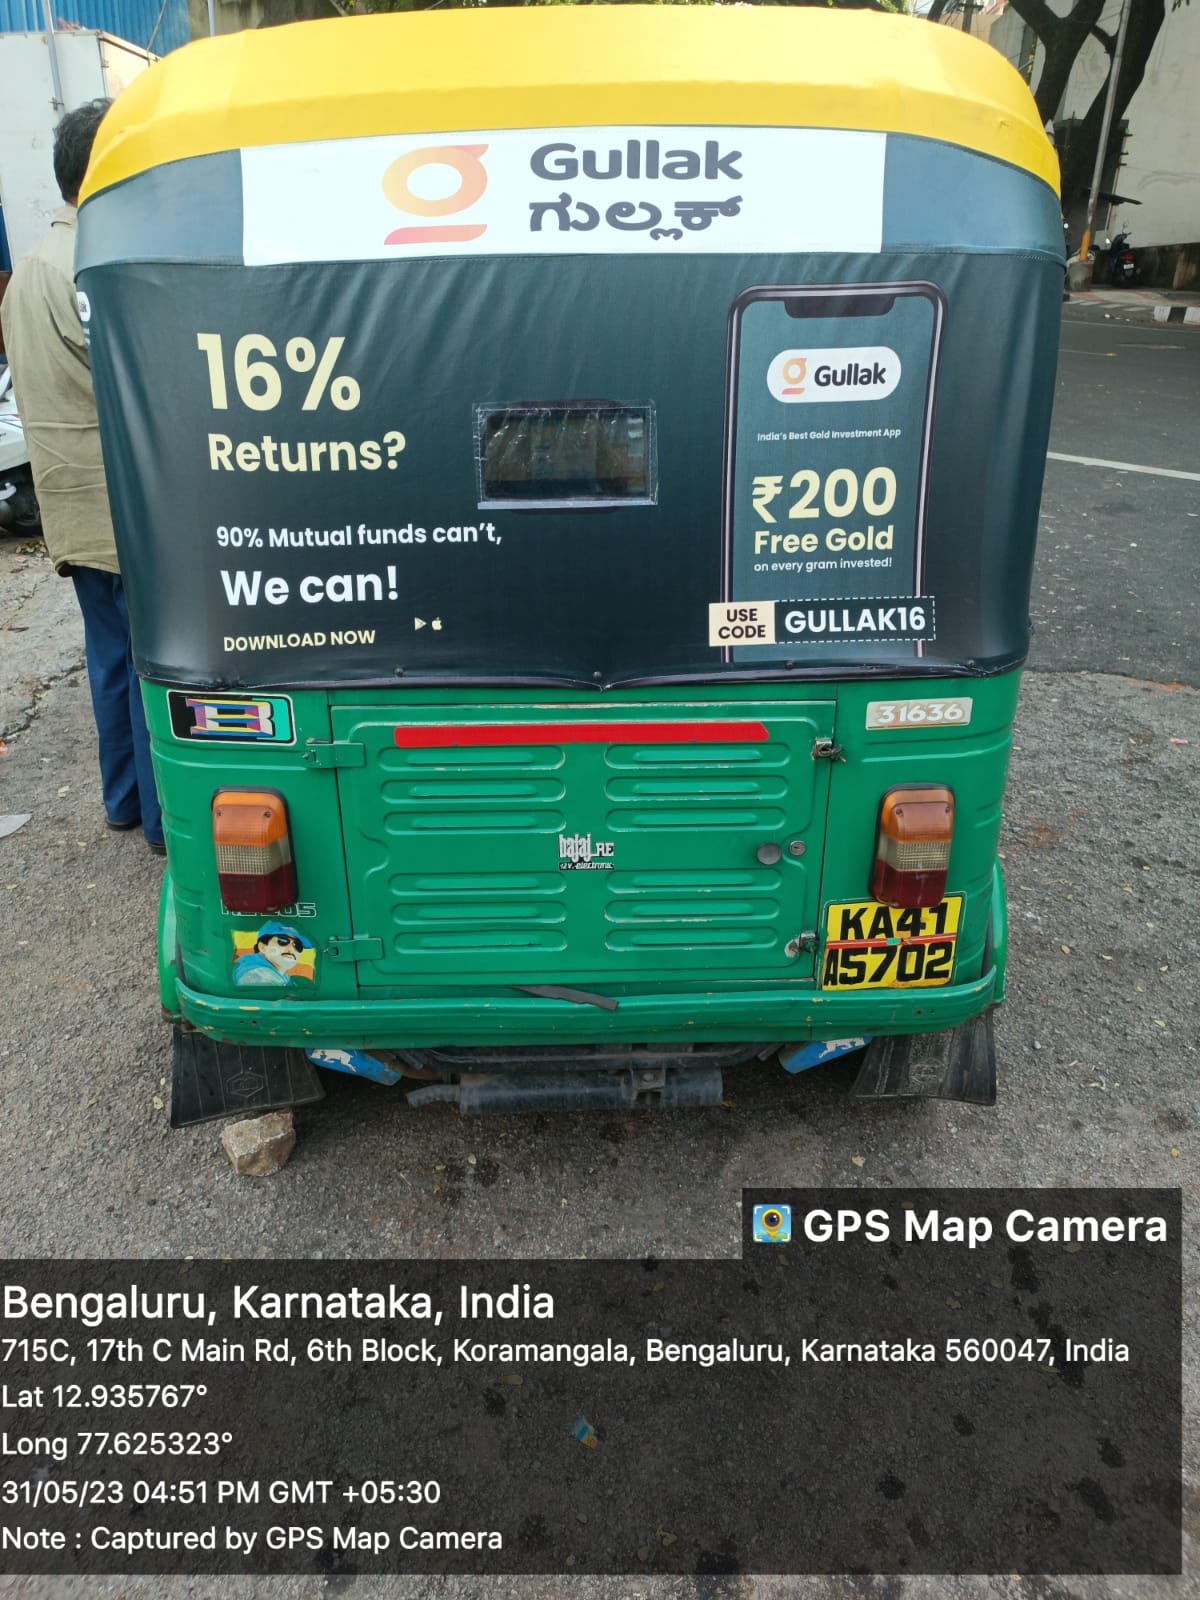 Gullak
ಗುಲ್ಲಕ್
16%
Returns?
90% Mutual funds can't,
We can!
DOWNLOAD NOW
Gullak
India's Best Gold Investment App
₹200
Free Gold
on every gram invested!
USE
CODE
GULLAK16
31636
bajaj RE
12V. electronic
KA41
A5702
GPS Map Camera
Bengaluru, Karnataka, India
715C, 17th C Main Rd, 6th Block, Koramangala, Bengaluru, Karnataka 560047, India
Lat 12.935767°
Long 77.625323°
31/05/23 04:51 PM GMT +05:30
Note : Captured by GPS Map Camera